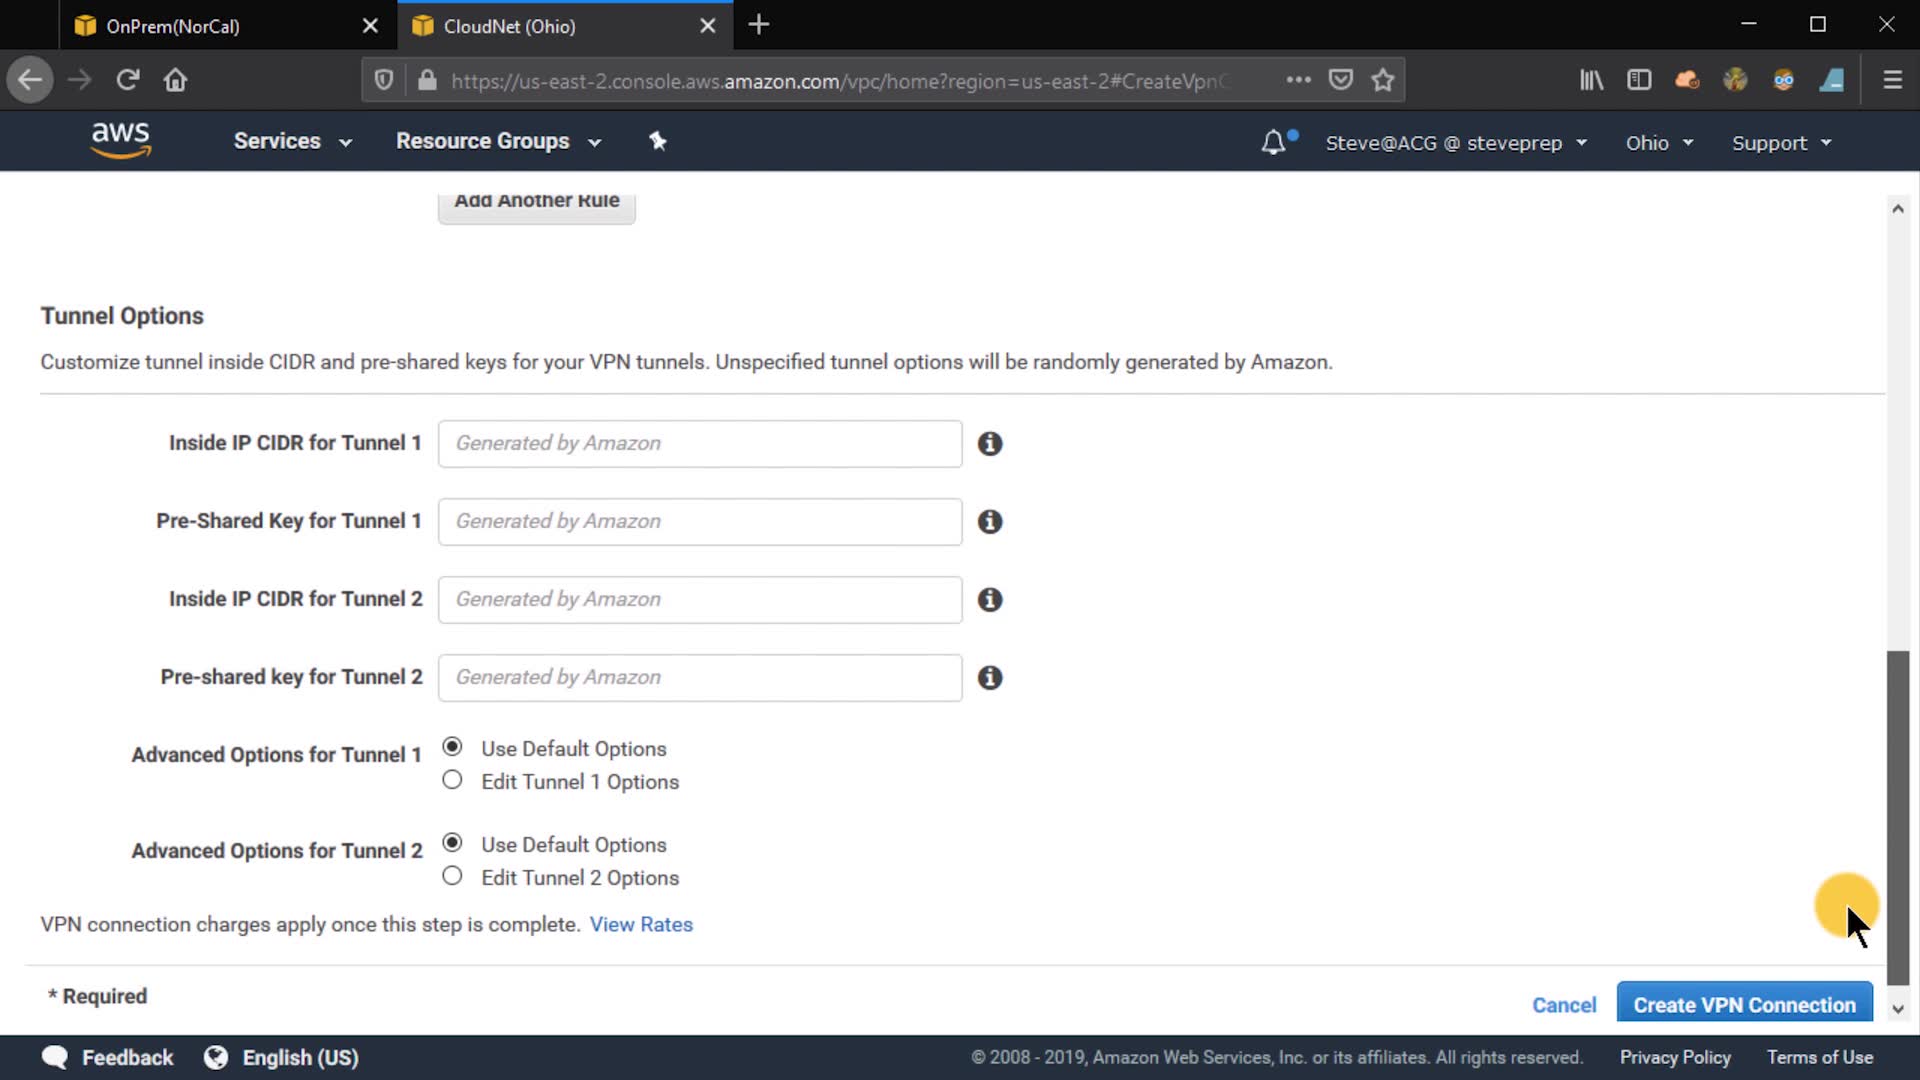 OnPrem(NorCal)
CloudNet (Ohio)
https://us-east-2.console.aws.amazon.com/vpc/home?region=us-east-2#CreateVpnC
aws
Services
Resource Groups
Steve@ACG @ steveprep
Ohio
Support
Add Another Rule
Tunnel Options
Customize tunnel inside CIDR and pre-shared keys for your VPN tunnels. Unspecified tunnel options will be randomly generated by Amazon.
Inside IP CIDR for Tunnel 1
Generated by Amazon
Pre-Shared Key for Tunnel 1
Generated by Amazon
Inside IP CIDR for Tunnel 2
Generated by Amazon
Pre-shared key for Tunnel 2
Generated by Amazon
Advanced Options for Tunnel 1
Use Default Options
Edit Tunnel 1 Options
Advanced Options for Tunnel 2
Use Default Options
Edit Tunnel 2 Options
VPN connection charges apply once this step is complete. View Rates
* Required
Cancel
Create VPN Connection
Feedback
English (US)
© 2008 - 2019, Amazon Web Services, Inc. or its affiliates. All rights reserved.
Privacy Policy
Terms of Use